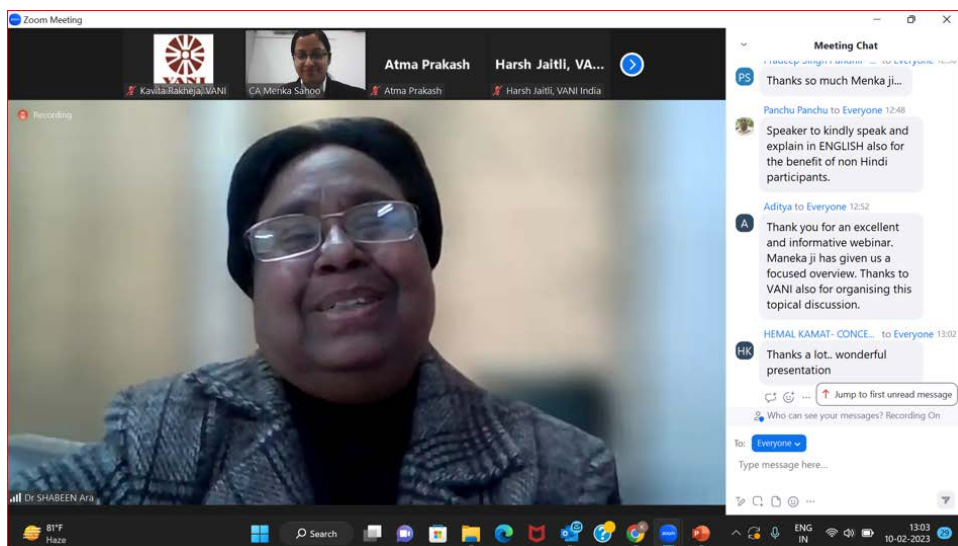 Zoom Meeting
VANI
Kavita Rakheja, VANI
CA Menka Sahoo
Atma Prakash
Atma Prakash
Harsh Jaitli, VA...
Harsh Jaitli, VANI India
Recording
Dr SHABEEN Ara
Meeting Chat
to Everyone
PS
Thanks so much Menka ji...
Panchu Panchu to Everyone 12:48
Speaker to kindly speak and
explain in ENGLISH also for
the benefit of non Hindi
participants.
Aditya to Everyone 12:52
A
Thank you for an excellent
and informative webinar.
Maneka ji has given us a
focused overview. Thanks to
VANI also for organising this
topical discussion.
HEMAL KAMAT- CONCE... to Everyone 13:02
HK
Thanks a lot.. wonderful
presentation
Jump to first unread message
Who can see your messages? Recording On
To: Everyone
Type message here...
81°F
Haze
Search
zoom
ENG
IN
13:03
10-02-2023
29